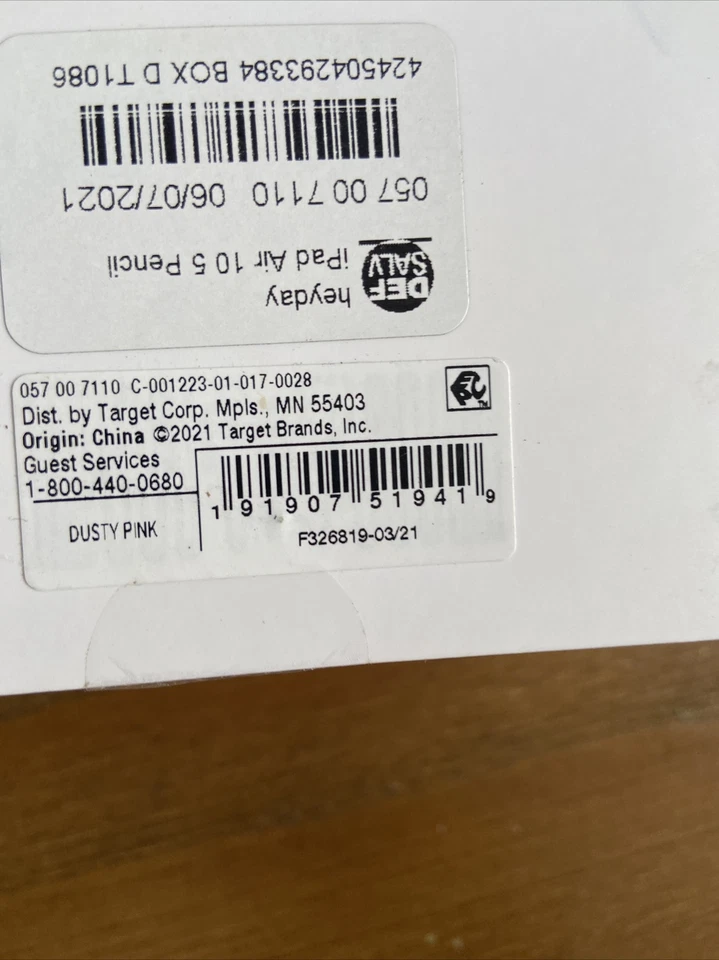 heyday
iPad Air 10 5 Pencil
DEF
SALV
057 00 7110 06/07/2021
424504293384 BOX D T1086
057 00 7110 C-001223-01-017-0028
Dist. by Target Corp. Mpls., MN 55403
Origin: China ©2021 Target Brands, Inc.
Guest Services
1-800-440-0680
DUSTY PINK
1 91907 51941 9
F326819-03/21
TM